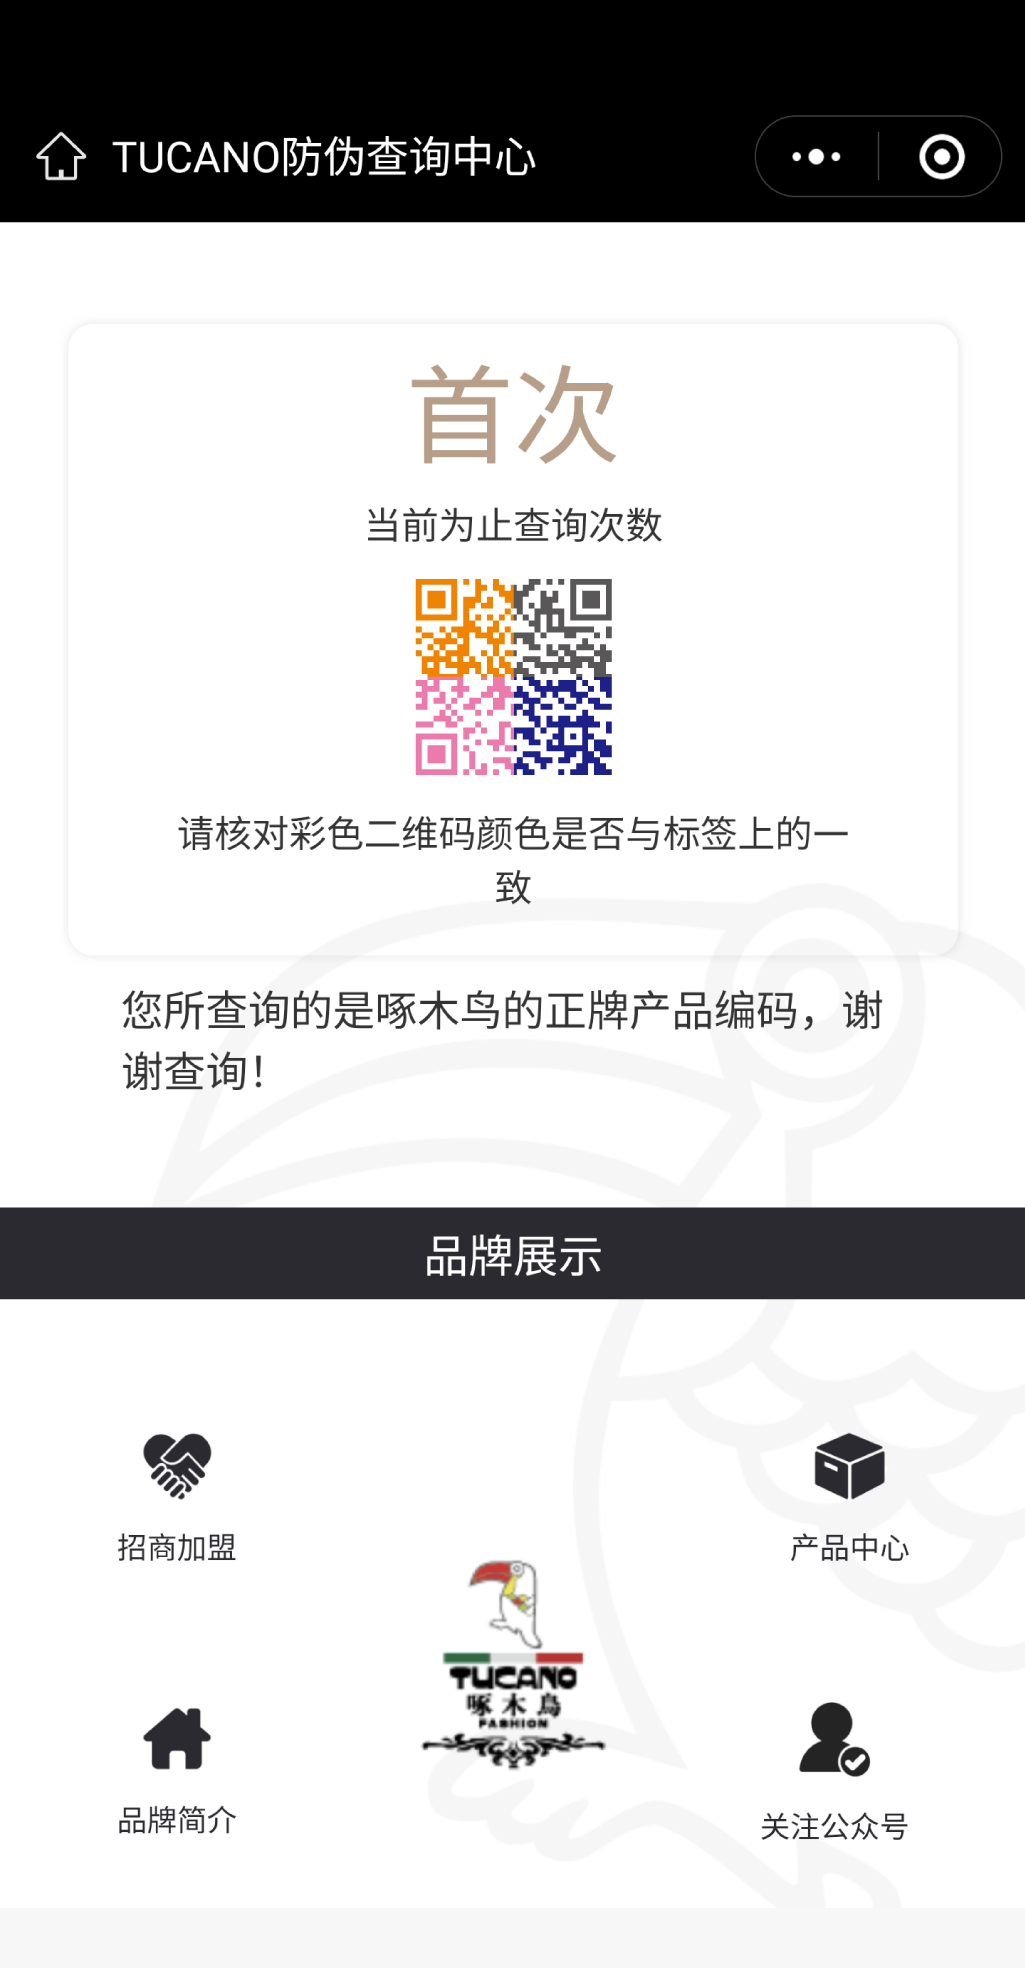 TUCANO防伪查询中心
首次
当前为止查询次数
请核对彩色二维码颜色是否与标签上的一
致
您所查询的是啄木鸟的正牌产品编码，谢
谢查询！
品牌展示
招商加盟
产品中心
TUCANO
啄木鳥
FASHION
品牌简介
关注公众号